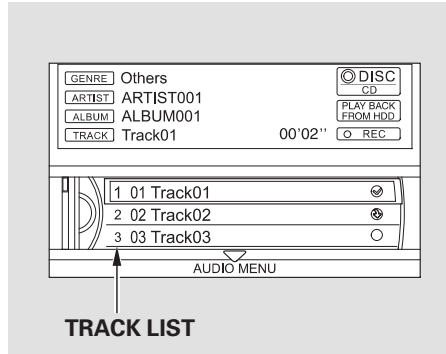 GENRE Others
DISC
CD
ARTIST ARTIST001
ALBUM ALBUM001
PLAY BACK
FROM HDD
TRACK Track01 00'02'' REC
1 01 Track01
2 02 Track02
3 03 Track03
AUDIO MENU
TRACK LIST